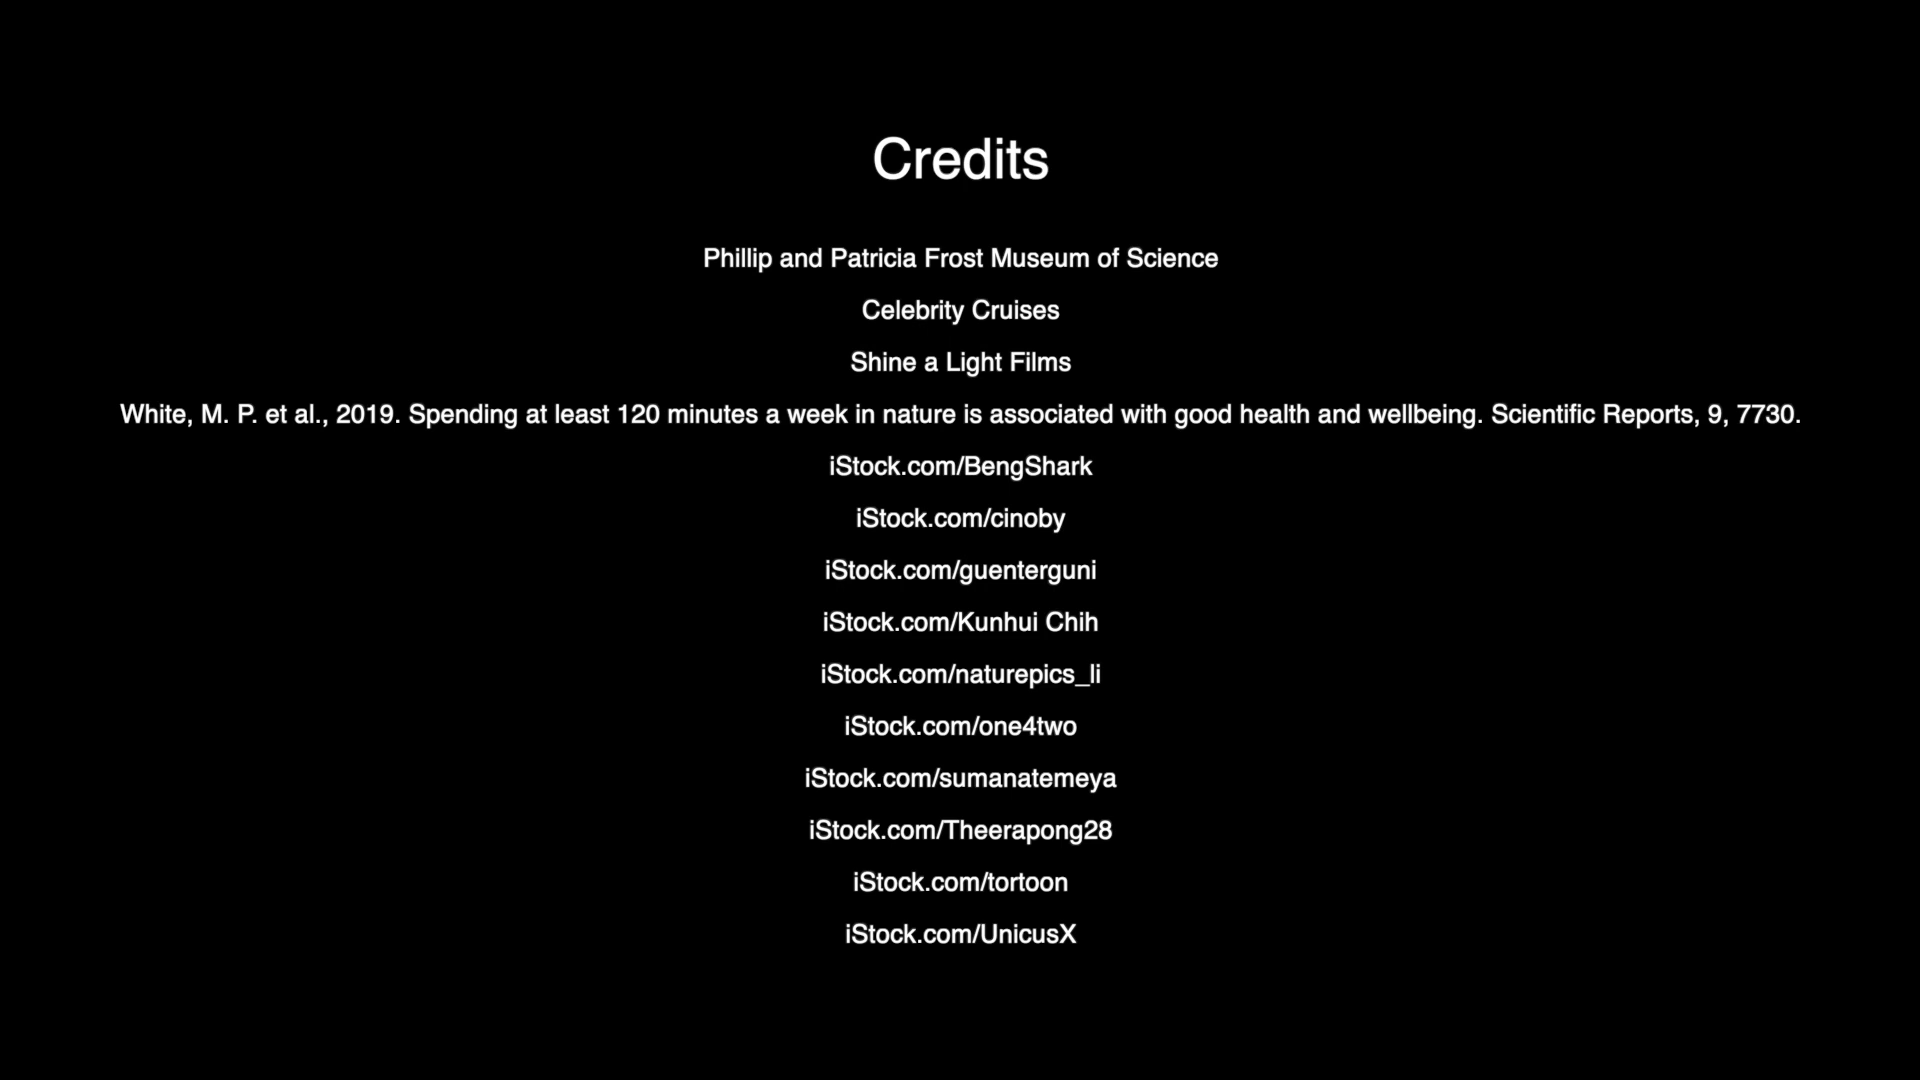 Credits
Phillip and Patricia Frost Museum of Science
Celebrity Cruises
Shine a Light Films
White, M. P. et al., 2019. Spending at least 120 minutes a week in nature is associated with good health and wellbeing. Scientific Reports, 9, 7730.
iStock.com/BengShark
iStock.com/cinoby
iStock.com/guenterguni
iStock.com/Kunhui Chih
iStock.com/naturepics_li
iStock.com/one4two
iStock.com/sumanatemeya
iStock.com/Theerapong28
iStock.com/tortoon
iStock.com/UnicusX